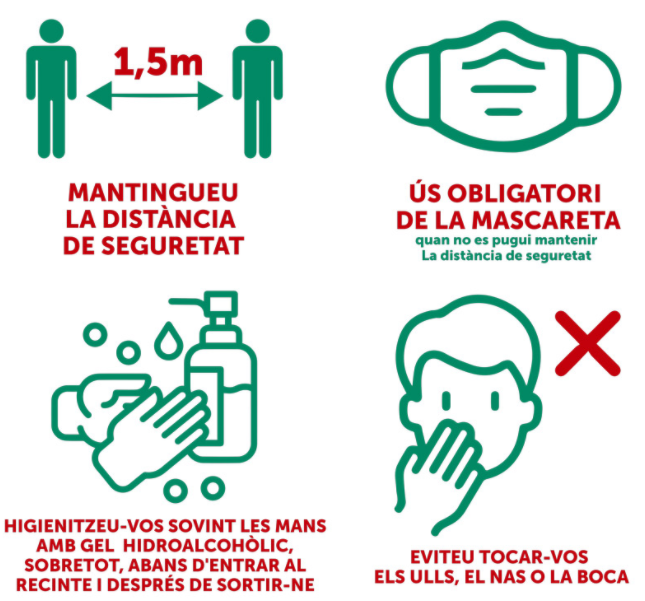 1,5m
MANTINGUEU
LA DISTÀNCIA
DE SEGURETAT
ÚS OBLIGATORI
DE LA MASCARETA
quan no es pugui mantenir
La distància de seguretat
HIGIENITZEU-VOS SOVINT LES MANS
AMB GEL HIDROALCOHÒLIC,
SOBRETOT, ABANS D'ENTRAR AL
RECINTE I DESPRÉS DE SORTIR-NE
EVITEU TOCAR-VOS
ELS ULLS, EL NAS O LA BOCA